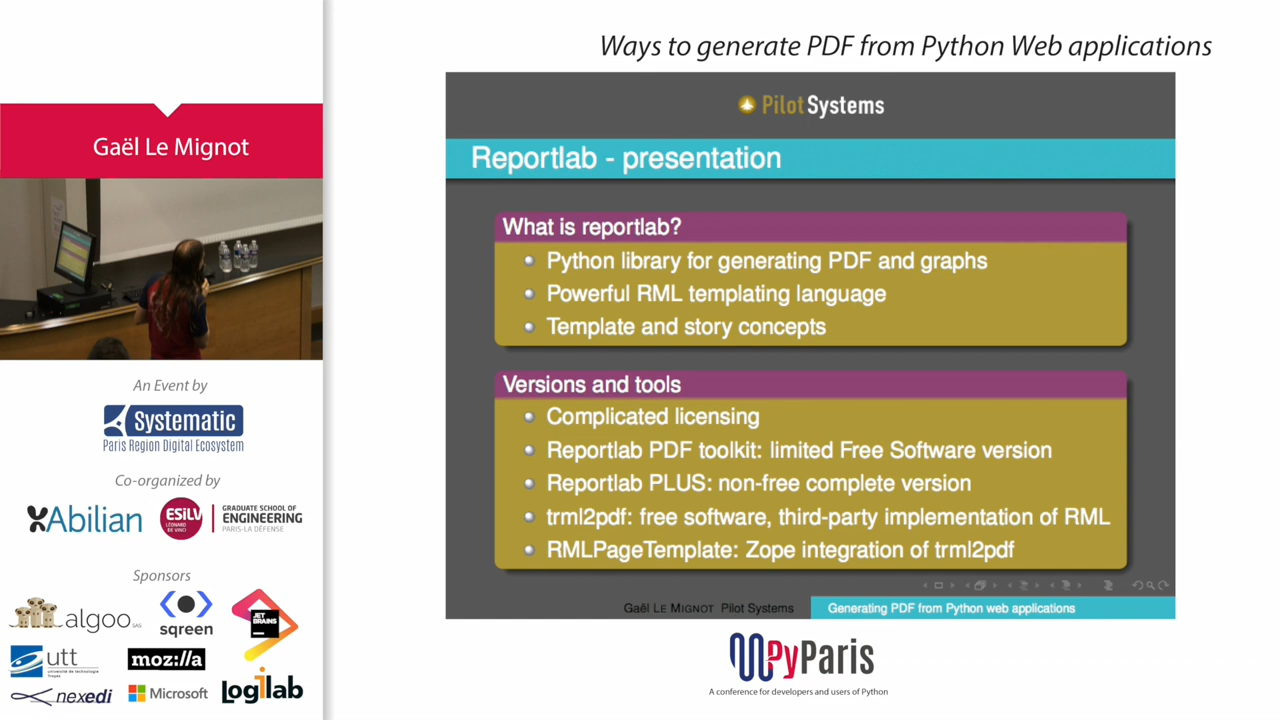 Ways to generate PDF from Python Web applications
Gaël Le Mignot
PilotSystems
Reportlab - presentation
What is reportlab?
Python library for generating PDF and graphs
Powerful RML templating language
Template and story concepts
Versions and tools
Complicated licensing
Reportlab PDF toolkit: limited Free Software version
Reportlab PLUS: non-free complete version
trml2pdf: free software, third-party implementation of RML
RMLPageTemplate: Zope integration of trml2pdf
Gaël LE MIGNOT Pilot Systems
Generating PDF from Python web applications
An Event by
Systematic
Paris Region Digital Ecosystem
Co-organized by
Abilian
ESILV
LÉONARD
DE VINCI
GRADUATE SCHOOL OF
ENGINEERING
PARIS-LA DÉFENSE
Sponsors
algoo SAS
sqreen
JET
BRAINS
utt
université de technologie
Troyes
moz://a
nexedi
Microsoft
logilab
PyParis
A conference for developers and users of Python